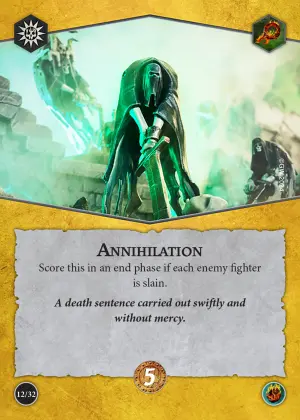 ANNIHILATION
Score this in an end phase if each enemy fighter
is slain.
A death sentence carried out swiftly and
without mercy.
12/32
5